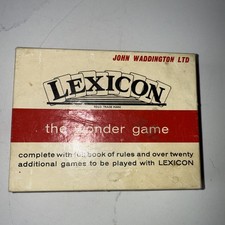 JOHN WADDINGTON LTD
LEXICON
the wonder game
complete with full book of rules and over twenty
additional games to be played with LEXICON